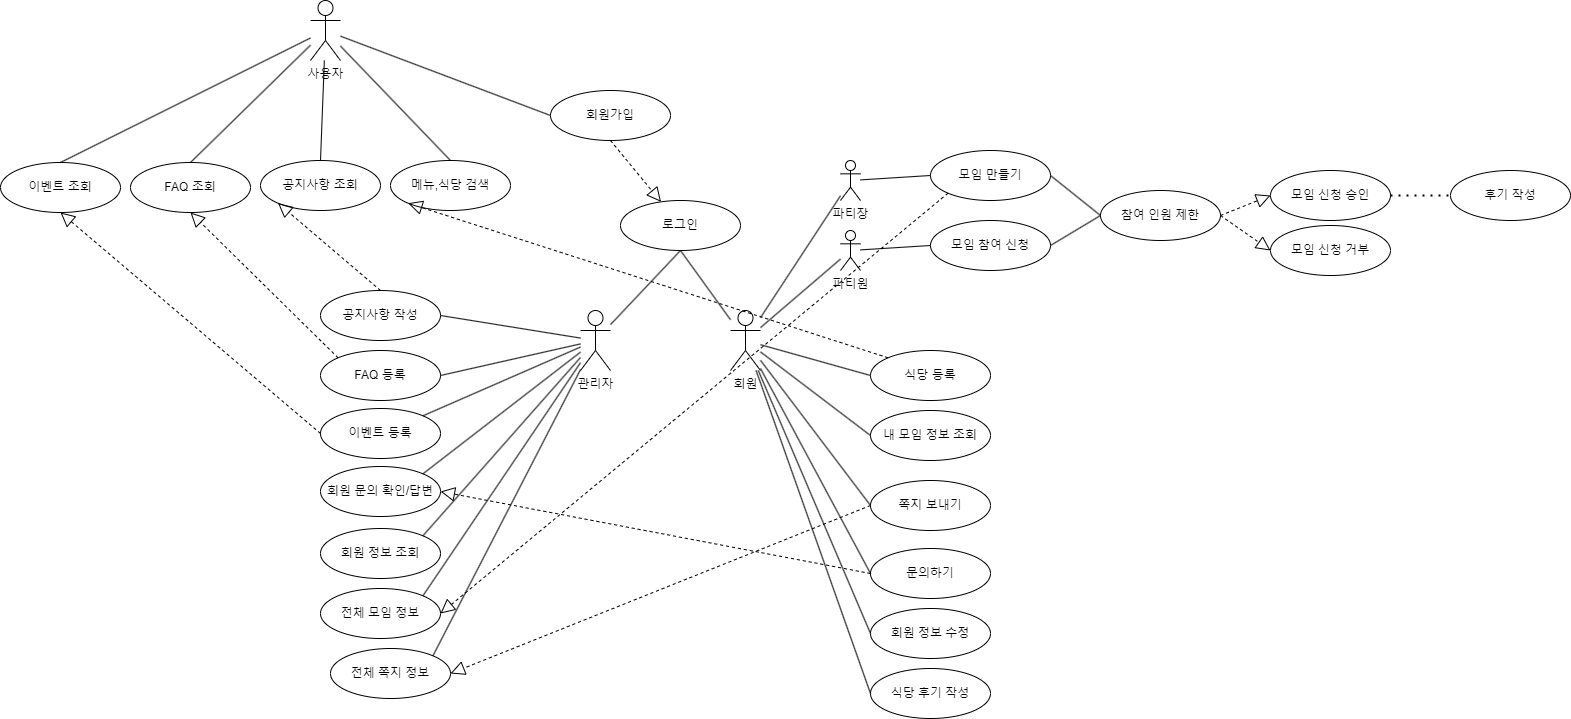 사용자
회원가입
이벤트 조회
FAQ 조회
공지사항 조회
메뉴,식당 검색
로그인
파티장
모임 만들기
파티원
모임 참여 신청
참여 인원 제한
모임 신청 승인
후기 작성
모임 신청 거부
관리자
회원
공지사항 작성
FAQ 등록
이벤트 등록
회원 문의 확인/답변
회원 정보 조회
전체 모임 정보
전체 쪽지 정보
식당 등록
내 모임 정보 조회
쪽지 보내기
문의하기
회원 정보 수정
식당 후기 작성